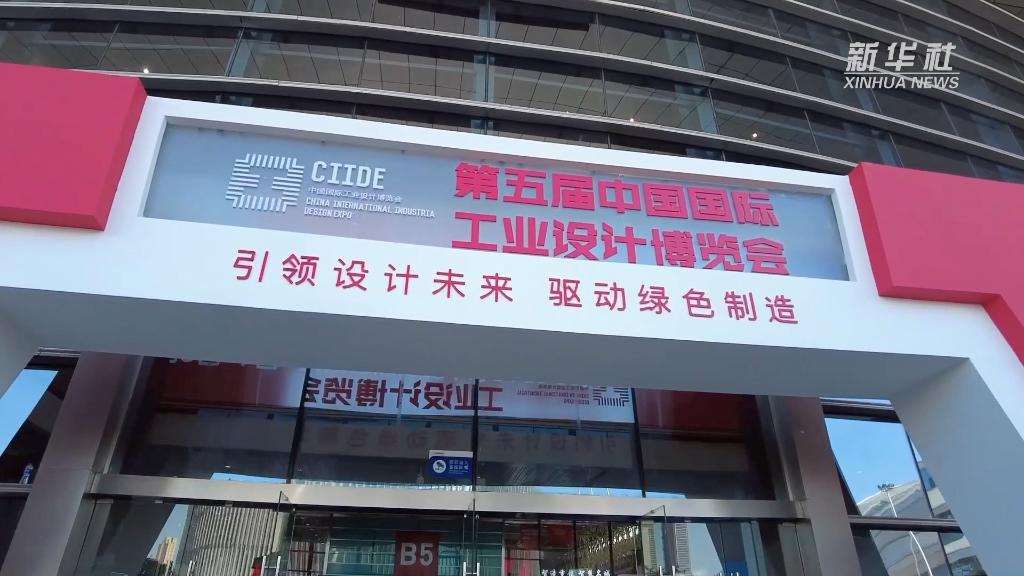 新华社
XINHUA NEWS
CIIDE
中国国际工业设计博览会
CHINA INTERNATIONAL INDUSTRIA
DESIGN EXPO
第五届中国国际
工业设计博览会
引领设计未来 驱动绿色制造
B5